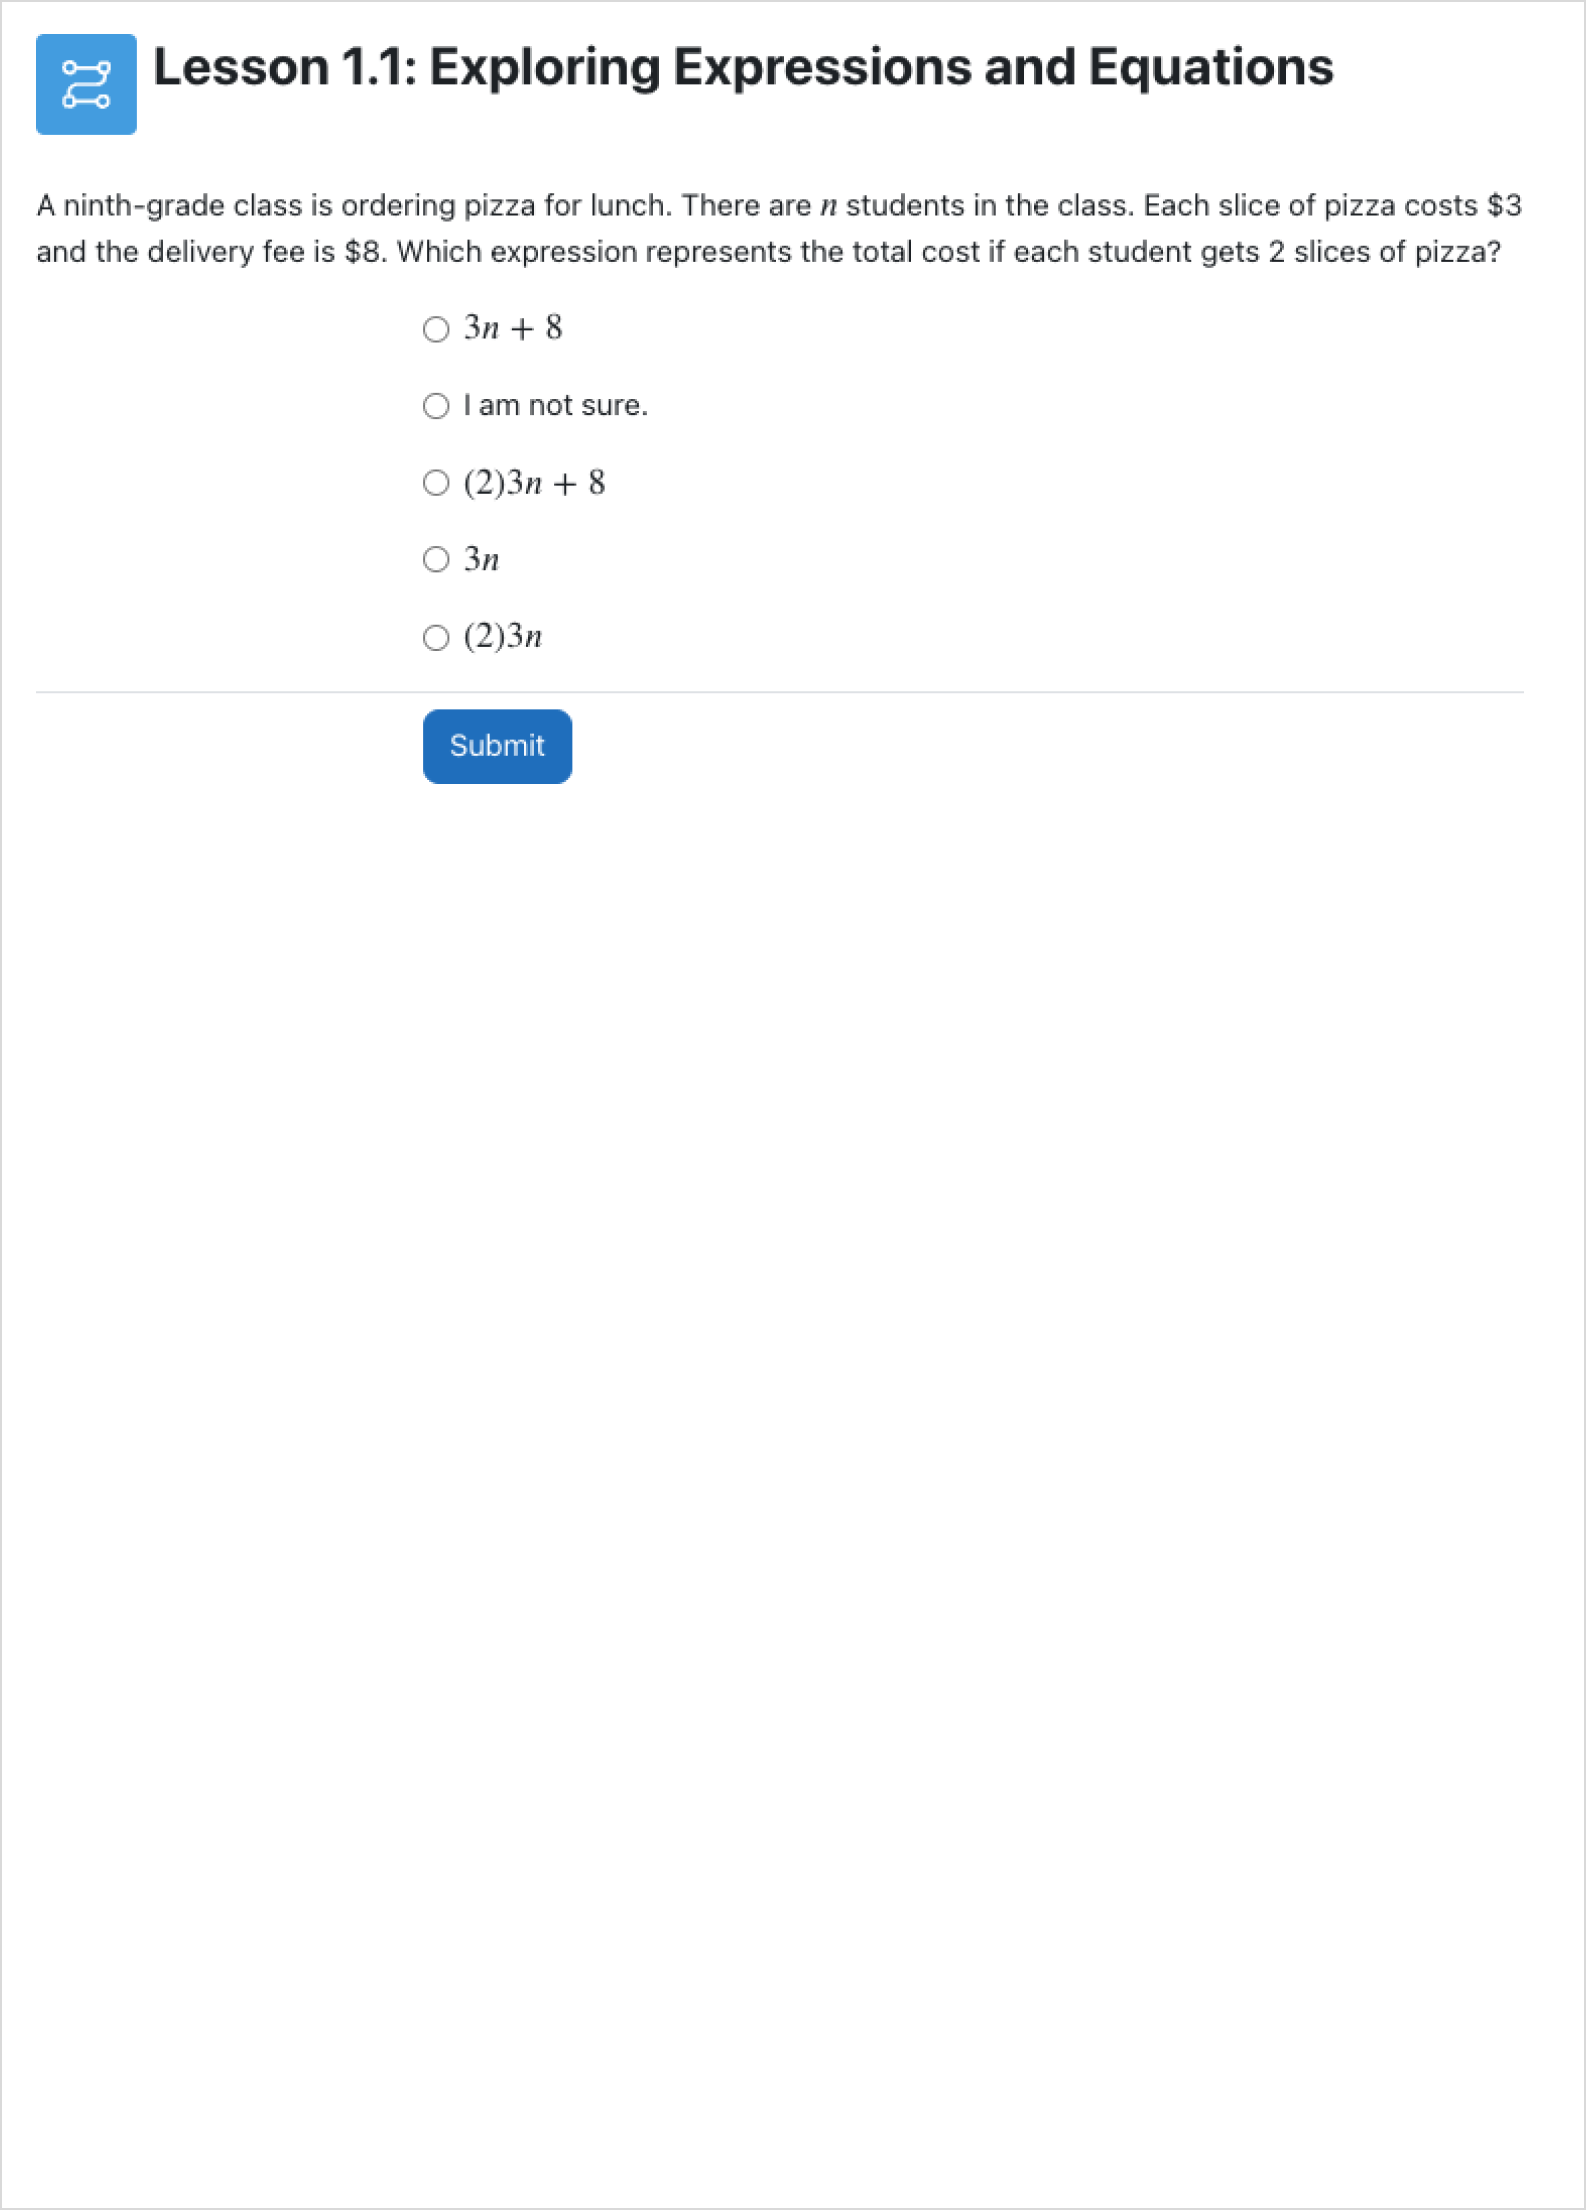 Lesson 1.1: Exploring Expressions and Equations
A ninth-grade class is ordering pizza for lunch. There are n students in the class. Each slice of pizza costs $3
and the delivery fee is $8. Which expression represents the total cost if each student gets 2 slices of pizza?
3n + 8
I am not sure.
(2)3n + 8
3n
(2)3n
Submit